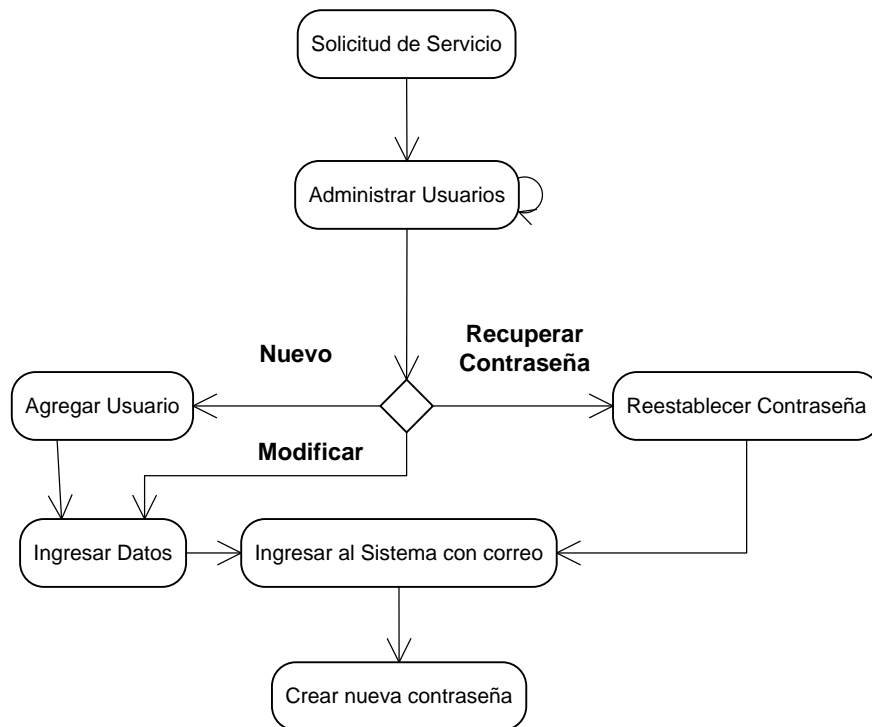 Solicitud de Servicio
Administrar Usuarios
Nuevo
Recuperar
Contraseña
Agregar Usuario
Reestablecer Contraseña
Modificar
Ingresar Datos
Ingresar al Sistema con correo
Crear nueva contraseña